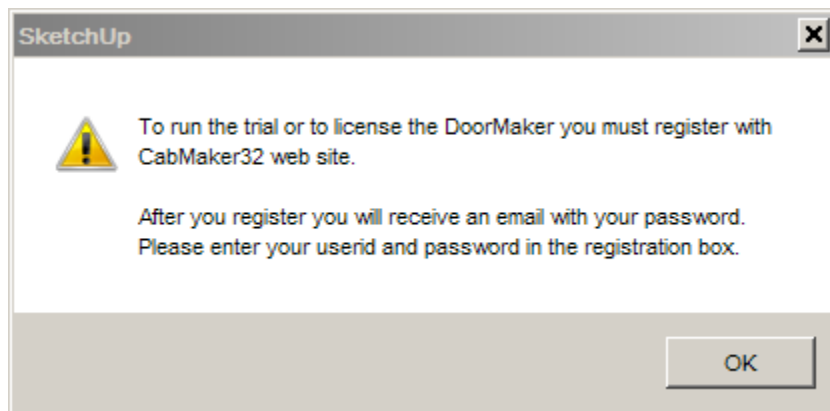 SketchUp
To run the trial or to license the DoorMaker you must register with
CabMaker32 web site.
After you register you will receive an email with your password.
Please enter your userid and password in the registration box.
OK